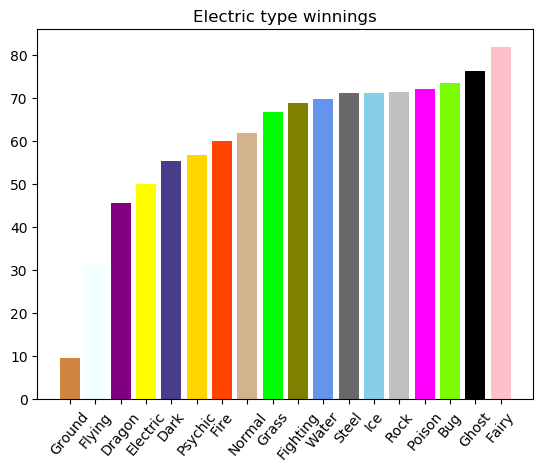 Electric type winnings
80
70
60
50
40
30
20
10
0
Ground
Flying
Dragon
Electric
Dark
Psychic
Fire
Normal
Grass
Fighting
Water
Steel
Ice
Rock
Poison
Bug
Ghost
Fairy